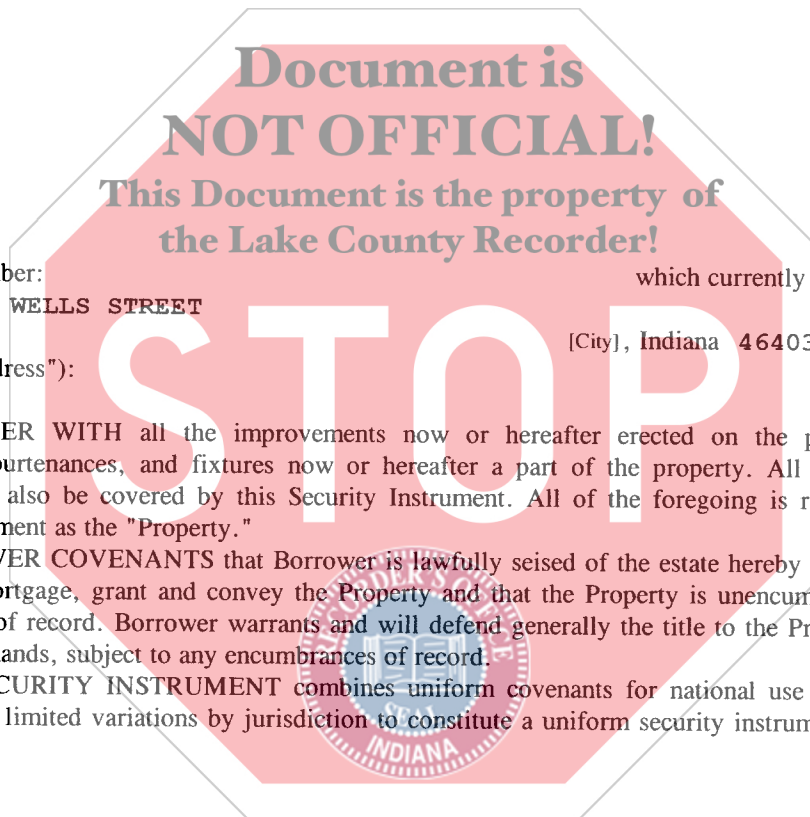 Document is
NOT OFFICIAL!
This Document is the property of
the Lake County Recorder!
ber: which currently
WELLS STREET
[City], Indiana 46403
ress"):
STOP
ER WITH all the improvements now or hereafter erected on the p
purtenances, and fixtures now or hereafter a part of the property. All
also be covered by this Security Instrument. All of the foregoing is r
ment as the "Property."
VER COVENANTS that Borrower is lawfully seised of the estate hereby
ortgage, grant and convey the Property and that the Property is unencum
of record. Borrower warrants and will defend generally the title to the Pr
ands, subject to any encumbrances of record.
CURITY INSTRUMENT combines uniform covenants for national use
limited variations by jurisdiction to constitute a uniform security instrum
RECORDER'S OFFICE
SEAL
INDIANA